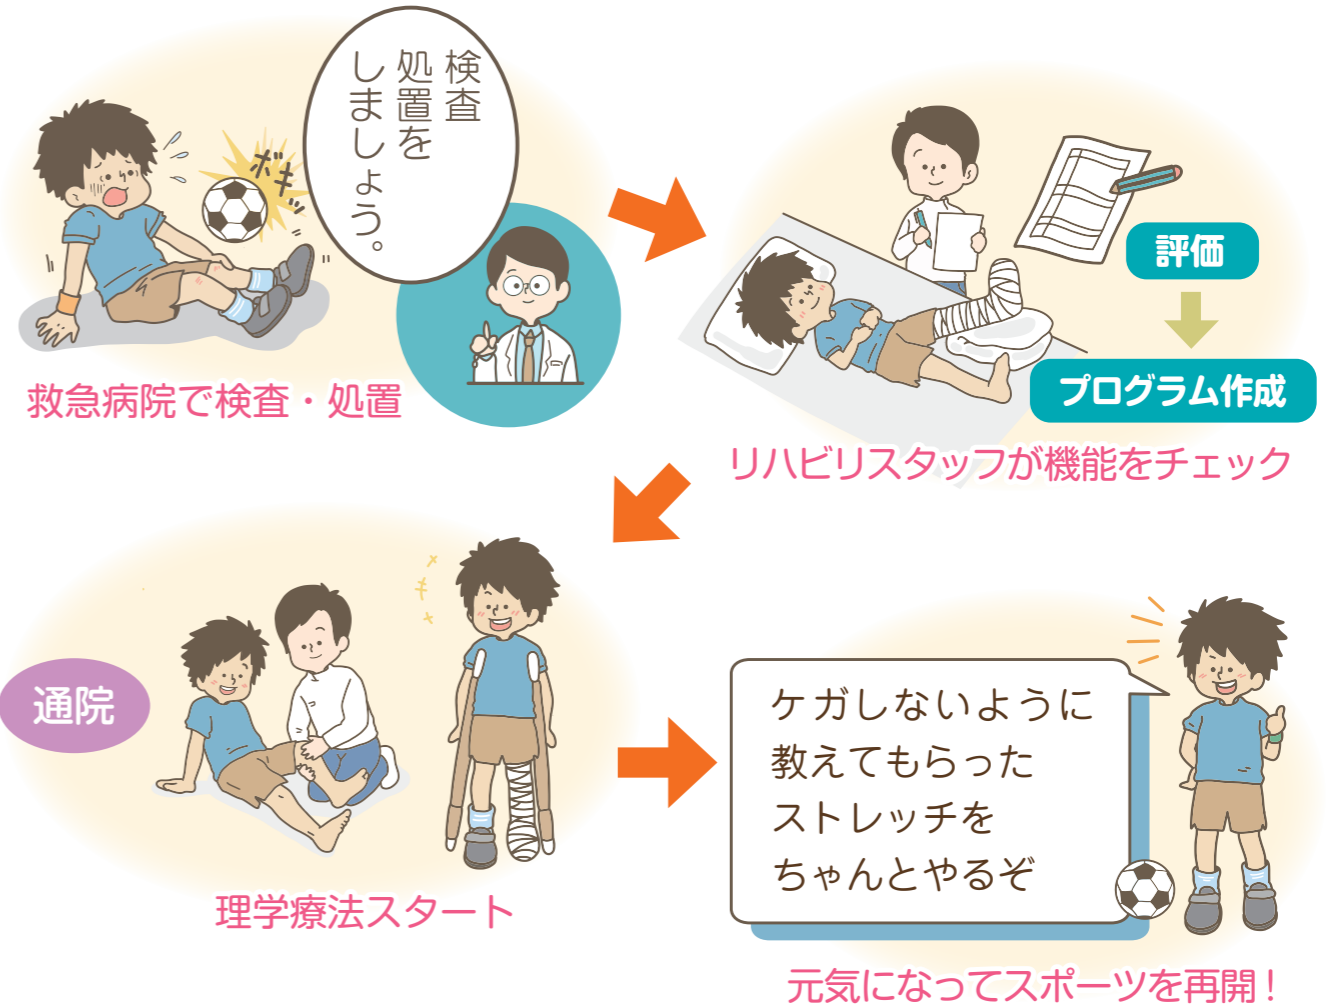 ボキッ
検査
処置を
しましょう。
救急病院で検査・処置
評価
プログラム作成
リハビリスタッフが機能をチェック
通院
理学療法スタート
ケガしないように
教えてもらった
ストレッチを
ちゃんとやるぞ
元気になってスポーツを再開！